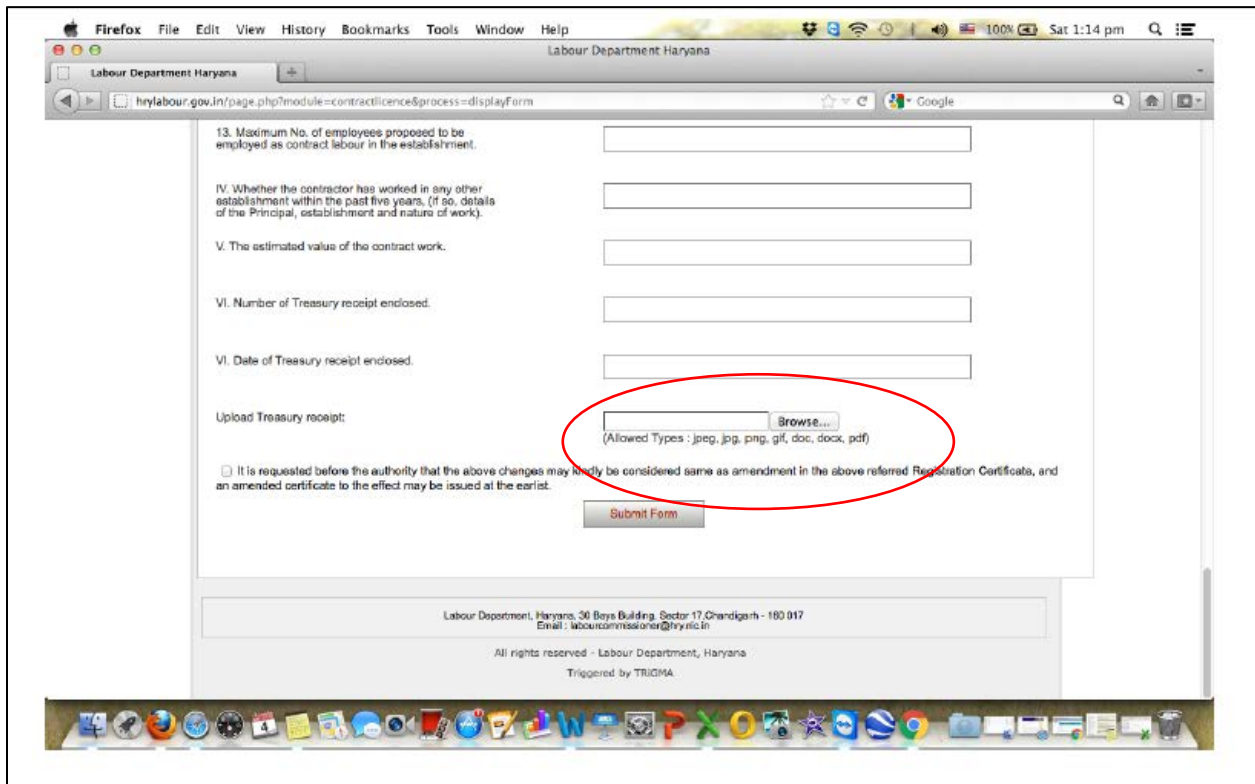 Firefox File Edit View History Bookmarks Tools Window Help 100% Sat 1:14 pm
Labour Department Haryana
Labour Department Haryana
hrylabour.gov.in/page.php?module=contractlicence&process=displayForm Google
13. Maximum No. of employees proposed to be
employed as contract labour in the establishment.
IV. Whether the contractor has worked in any other
establishment within the past five years, (if so, details
of the Principal, establishment and nature of work).
V. The estimated value of the contract work.
VI. Number of Treasury receipt enclosed.
VI. Date of Treasury receipt enclosed.
Upload Treasury receipt: Browse...
(Allowed Types : jpeg, jpg, png, gif, doc, docx, pdf)
It is requested before the authority that the above changes may kindly be considered same as amendment in the above referred Registration Certificate, and
an amended certificate to the effect may be issued at the earlist.
Submit Form
Labour Department, Haryana, 30 Bays Building, Sector 17,Chandigarh - 160 017
Email : labourcommissioner@hry.nic.in
All rights reserved - Labour Department, Haryana
Triggered by TRiGMA